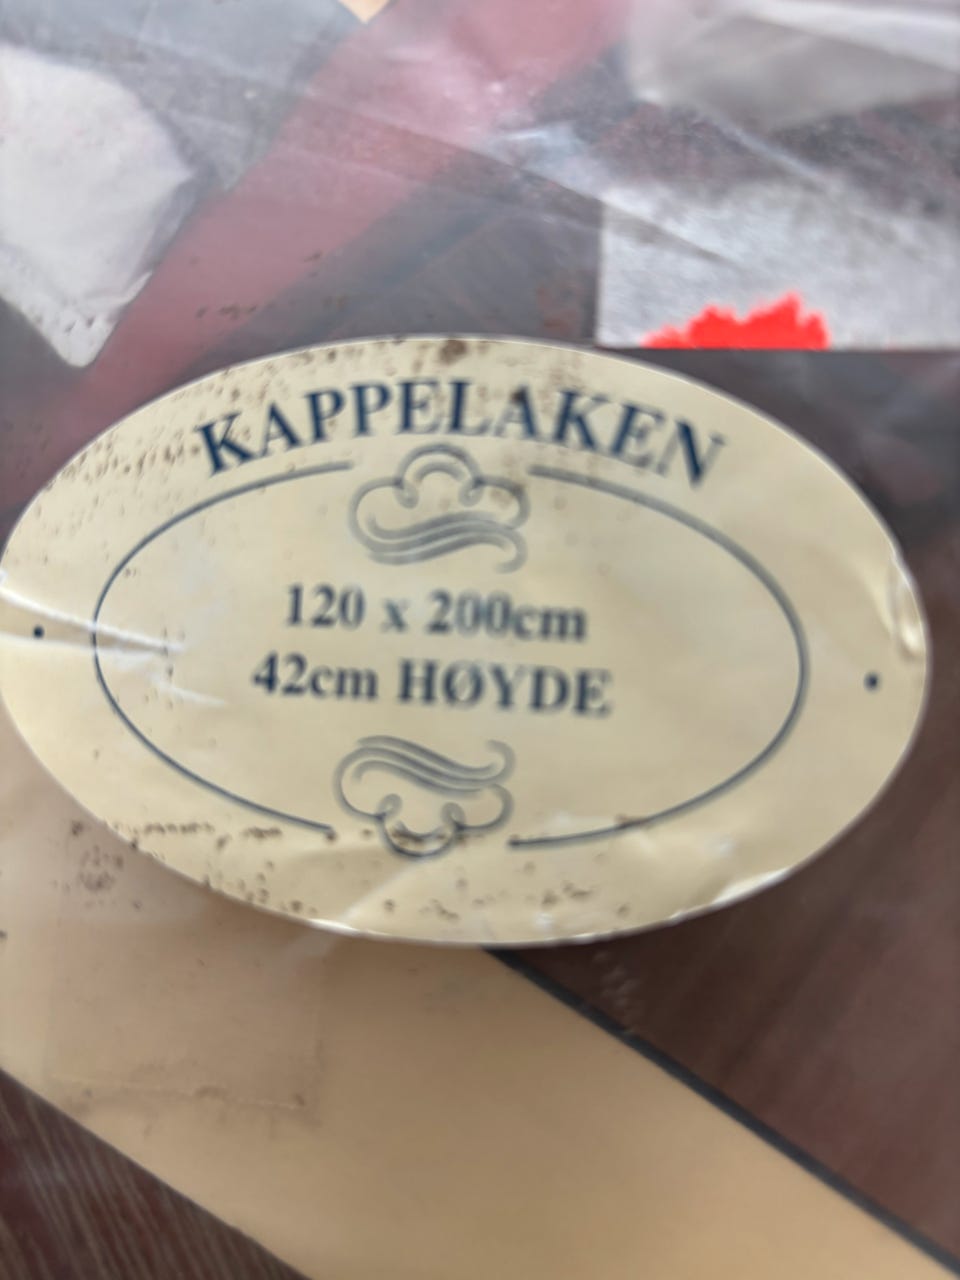 KAPPELAKEN
120 x 200cm
42cm HØYDE